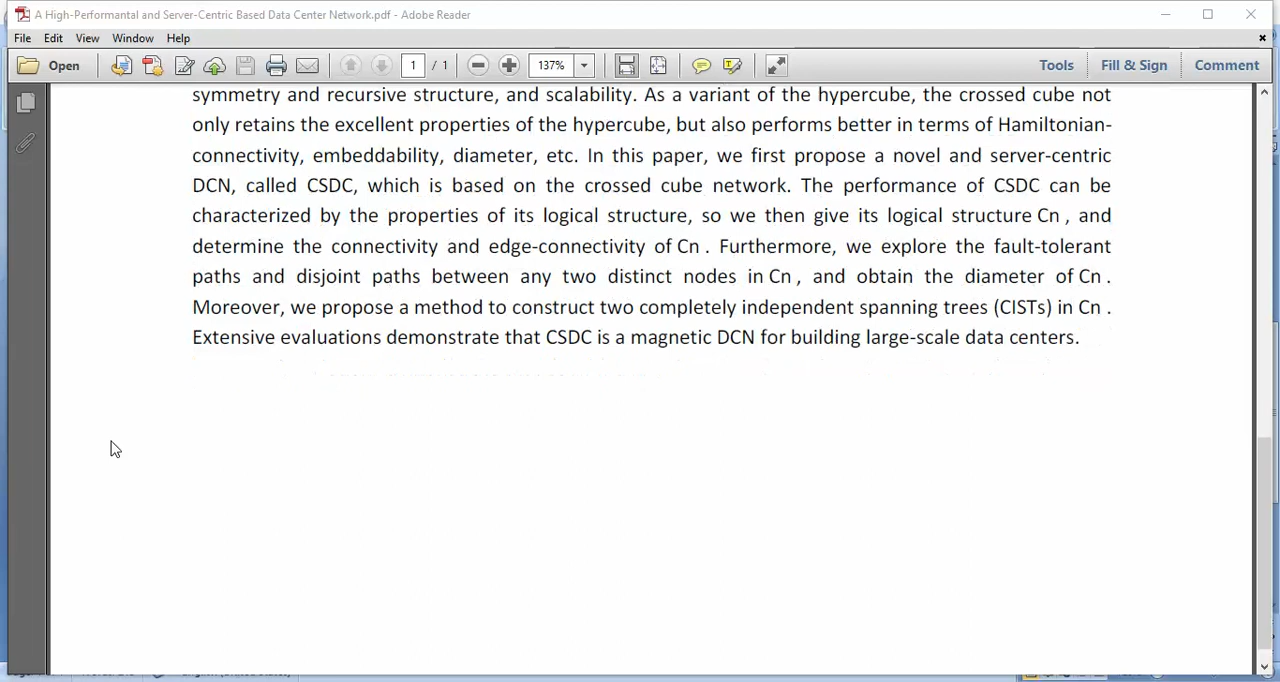 A High-Performantal and Server-Centric Based Data Center Network.pdf - Adobe Reader
File Edit View Window Help
Open 1 / 1 137% Tools Fill & Sign Comment
symmetry and recursive structure, and scalability. As a variant of the hypercube, the crossed cube not
only retains the excellent properties of the hypercube, but also performs better in terms of Hamiltonian-
connectivity, embeddability, diameter, etc. In this paper, we first propose a novel and server-centric
DCN, called CSDC, which is based on the crossed cube network. The performance of CSDC can be
characterized by the properties of its logical structure, so we then give its logical structure Cn , and
determine the connectivity and edge-connectivity of Cn . Furthermore, we explore the fault-tolerant
paths and disjoint paths between any two distinct nodes in Cn , and obtain the diameter of Cn .
Moreover, we propose a method to construct two completely independent spanning trees (CISTs) in Cn .
Extensive evaluations demonstrate that CSDC is a magnetic DCN for building large-scale data centers.